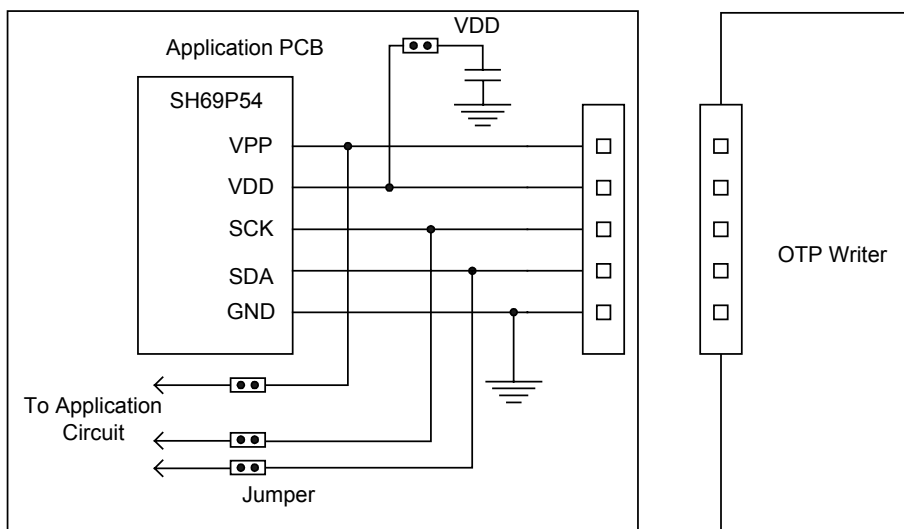 VDD
Application PCB
SH69P54
VPP
VDD
SCK
SDA
GND
OTP Writer
To Application
Circuit
Jumper